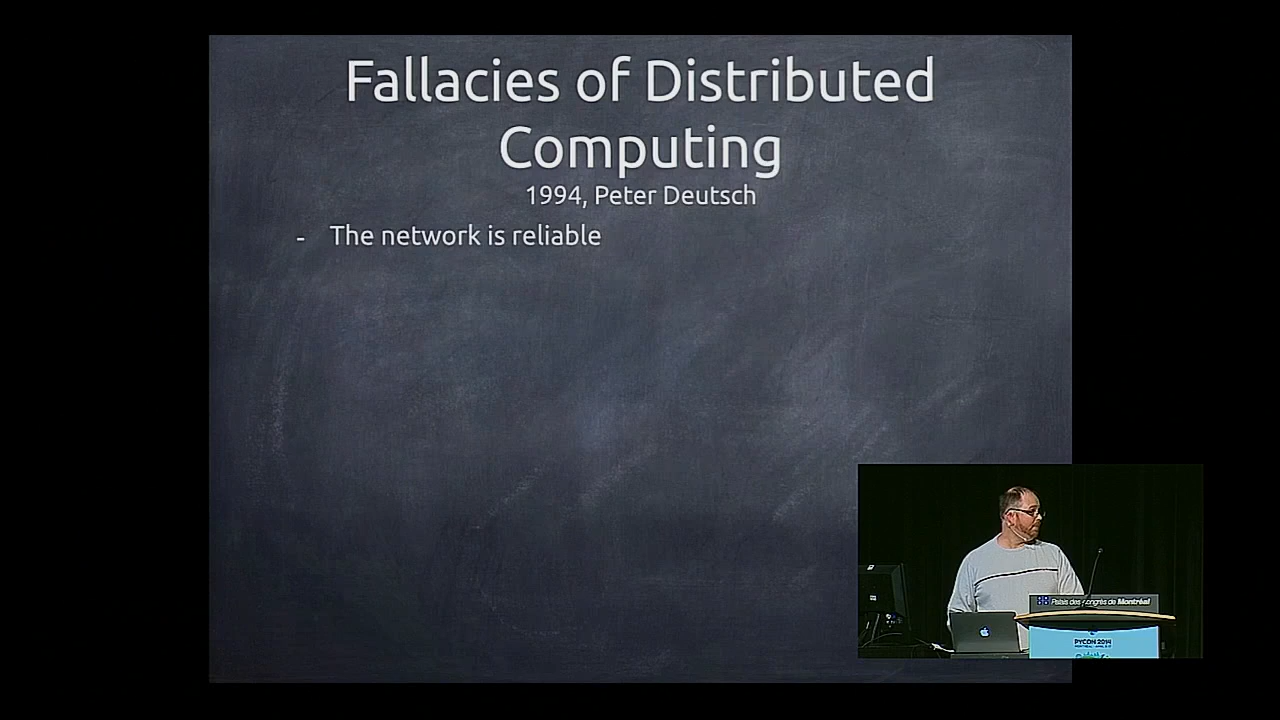 Fallacies of Distributed
Computing
1994, Peter Deutsch
- The network is reliable
Palais des congrès de Montréal
PYCON 2014